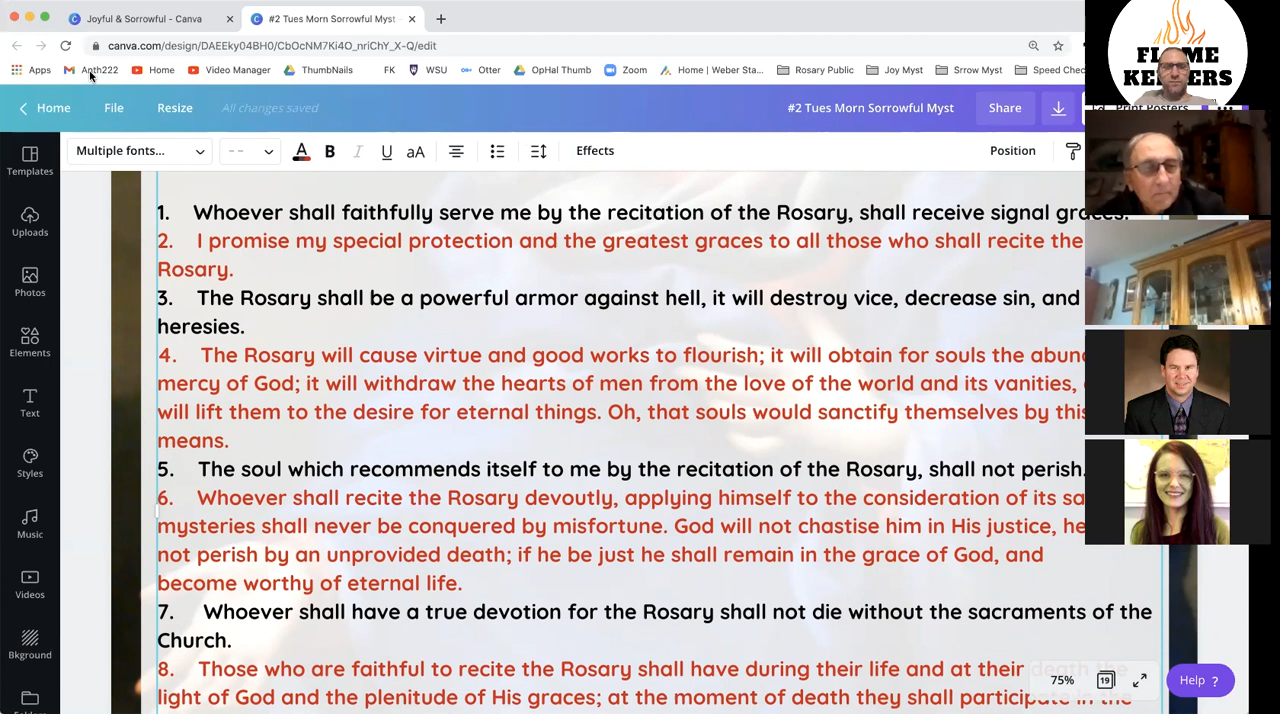 Joyful & Sorrowful - Canva
#2 Tues Morn Sorrowful Myst
canva.com/design/DAEEky04BH0/CbOcNM7Ki4O_nriChY_X-Q/edit
Apps Anth222 Home Video Manager ThumbNails FK WSU Otter OpHal Thumb Zoom Home | Weber Sta... Rosary Public Joy Myst Srrow Myst Speed Chec
FLAME
KEEPERS
Home File Resize All changes saved #2 Tues Morn Sorrowful Myst Share Print Posters
Multiple fonts... -- A B I U aA Effects Position
Templates
Uploads
Photos
Elements
Text
Styles
Music
Videos
Bkground
1. Whoever shall faithfully serve me by the recitation of the Rosary, shall receive signal graces.
2. I promise my special protection and the greatest graces to all those who shall recite the
Rosary.
3. The Rosary shall be a powerful armor against hell, it will destroy vice, decrease sin, and
heresies.
4. The Rosary will cause virtue and good works to flourish; it will obtain for souls the
mercy of God; it will withdraw the hearts of men from the love of the world and its vanities,
will lift them to the desire for eternal things. Oh, that souls would sanctify themselves by this
means.
5. The soul which recommends itself to me by the recitation of the Rosary, shall not perish.
6. Whoever shall recite the Rosary devoutly, applying himself to the consideration of its
mysteries shall never be conquered by misfortune. God will not chastise him in His justice, he
not perish by an unprovided death; if he be just he shall remain in the grace of God, and
become worthy of eternal life.
7. Whoever shall have a true devotion for the Rosary shall not die without the sacraments of the
Church.
8. Those who are faithful to recite the Rosary shall have during their life and at their death the
light of God and the plenitude of His graces; at the moment of death they shall participate in the
75% 19 Help ?